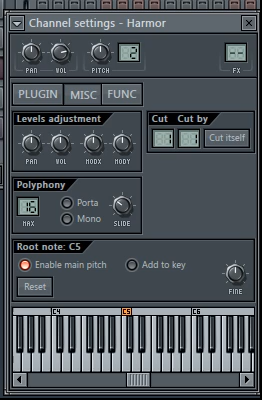 Channel settings - Harmor
PAN VOL PITCH 2 -- FX
PLUGIN MISC FUNC
Levels adjustment Cut Cut by
Cut itself
PAN VOL MODX MODY
Polyphony
16 Porta
Mono
MAX SLIDE
Root note: C5
Enable main pitch Add to key
Reset FINE
C4 C5 C6